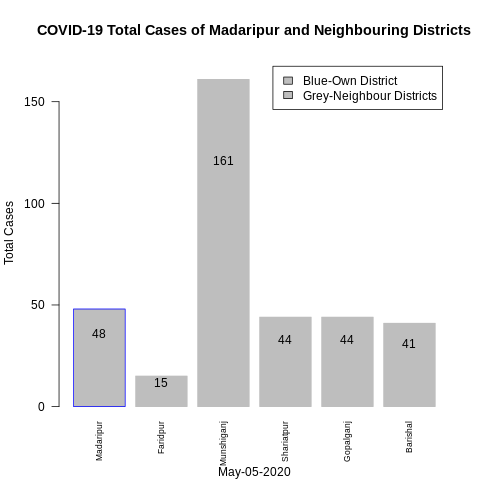 COVID-19 Total Cases of Madaripur and Neighbouring Districts
Blue-Own District
Grey-Neighbour Districts
Total Cases
150
100
50
0
48
15
161
44
44
41
Madaripur
Faridpur
Munshiganj
Shariatpur
Gopalganj
Barishal
May-05-2020